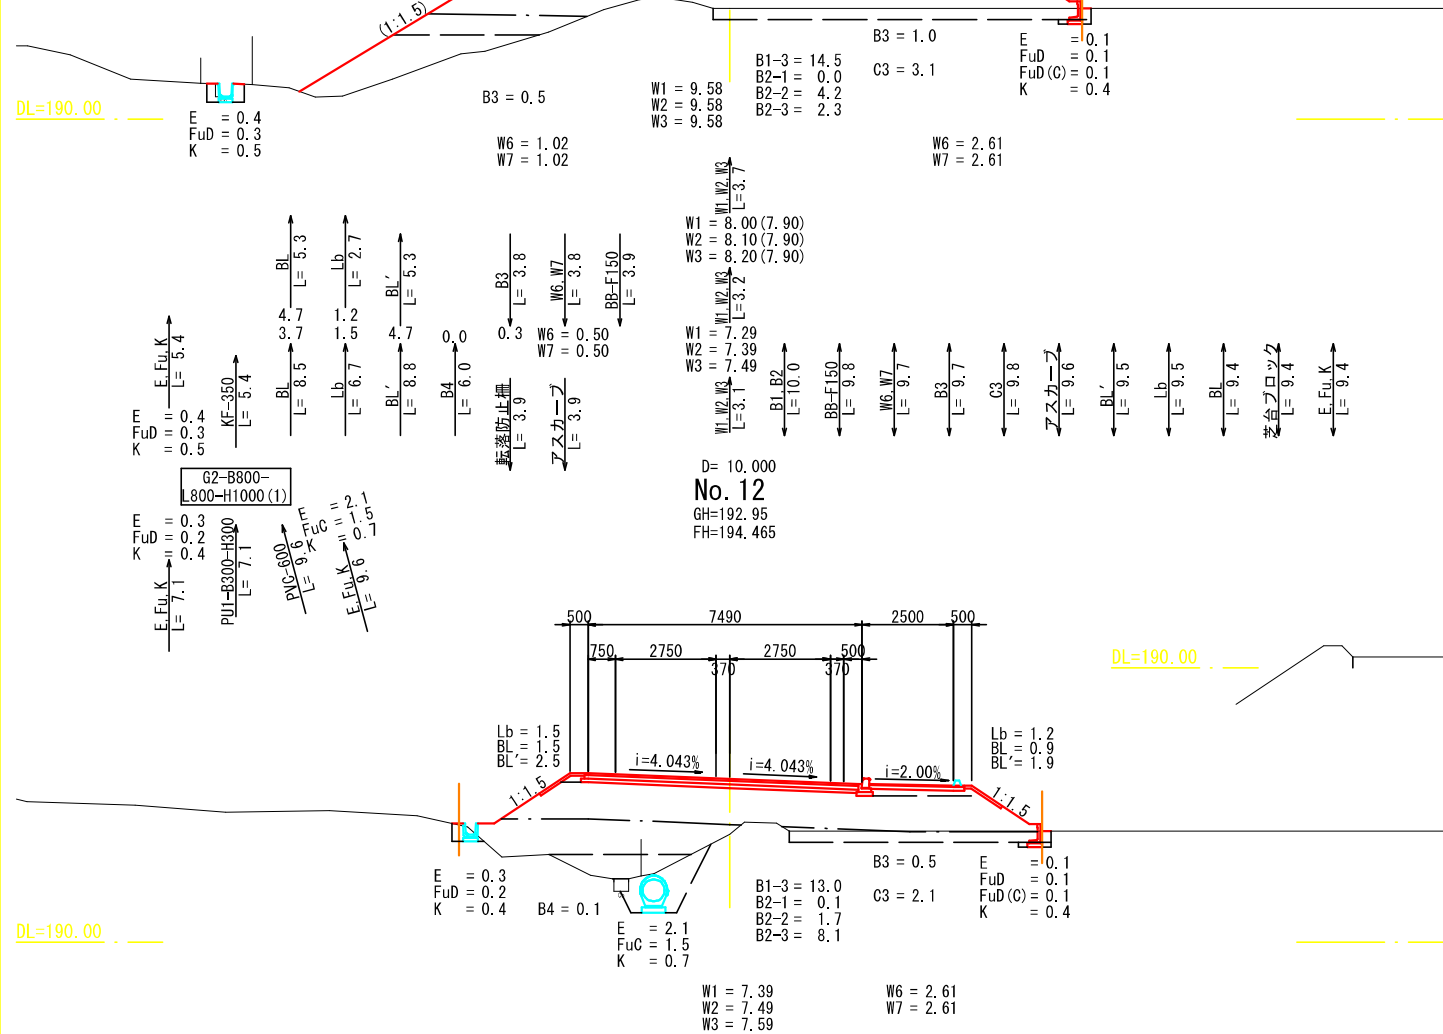 (1:1.5)
DL=190.00
E = 0.4
FuD = 0.3
K = 0.5
B3 = 0.5
W6 = 1.02
W7 = 1.02
W1 = 9.58
W2 = 9.58
W3 = 9.58
B1-3 = 14.5
B2-1 = 0.0
B2-2 = 4.2
B2-3 = 2.3
B3 = 1.0
C3 = 3.1
E = 0.1
FuD = 0.1
FuD(C) = 0.1
K = 0.4
W6 = 2.61
W7 = 2.61
W1.W2.W3
L=3.7
W1 = 8.00(7.90)
W2 = 8.10(7.90)
W3 = 8.20(7.90)
W1.W2.W3
L=3.2
W1 = 7.29
W2 = 7.39
W3 = 7.49
W1.W2.W3
L=3.1
BL
L= 5.3
Lb
L= 2.7
BL'
L= 5.3
B3
L= 3.8
W6.W7
L= 3.8
BB-F150
L= 3.9
4.7
3.7
1.2
1.5
4.7
0.0
0.3
W6 = 0.50
W7 = 0.50
E.Fu.K
L= 5.4
KF-350
L= 5.4
BL
L= 8.5
Lb
L= 6.7
BL'
L= 8.8
B4
L= 6.0
転落防止柵
L= 3.9
アスカーブ
L= 3.9
B1.B2
L=10.0
BB-F150
L= 9.8
W6.W7
L= 9.7
B3
L= 9.7
C3
L= 9.8
アスカーブ
L= 9.6
BL'
L= 9.5
Lb
L= 9.5
BL
L= 9.4
芝台ブロック
L= 9.4
E.Fu.K
L= 9.4
E = 0.4
FuD = 0.3
K = 0.5
G2-B800-
L800-H1000(1)
E = 0.3
FuD = 0.2
K = 0.4
E = 2.1
FuC = 1.5
K = 0.7
E.Fu.K
L= 7.1
PU1-B300-H300
L= 7.1
PVC-600
L= 9.6
E.Fu.K
L= 9.6
D= 10.000
No.12
GH=192.95
FH=194.465
500
7490
2500
500
750
2750
370
2750
370
500
DL=190.00
Lb = 1.5
BL = 1.5
BL'= 2.5
i=4.043%
i=4.043%
i=2.00%
Lb = 1.2
BL = 0.9
BL'= 1.9
1:1.5
1:1.5
E = 0.3
FuD = 0.2
K = 0.4
B4 = 0.1
E = 2.1
FuC = 1.5
K = 0.7
B1-3 = 13.0
B2-1 = 0.1
B2-2 = 1.7
B2-3 = 8.1
B3 = 0.5
C3 = 2.1
E = 0.1
FuD = 0.1
FuD(C) = 0.1
K = 0.4
DL=190.00
W1 = 7.39
W2 = 7.49
W3 = 7.59
W6 = 2.61
W7 = 2.61